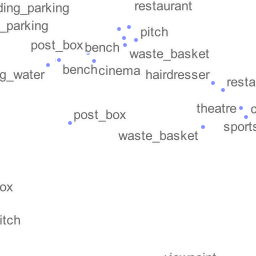 ding_parking
restaurant
_parking
pitch
post_box
bench
waste_basket
g_water
bench
cinema
hairdresser
resta
post_box
theatre
c
waste_basket
sports
ox
itch